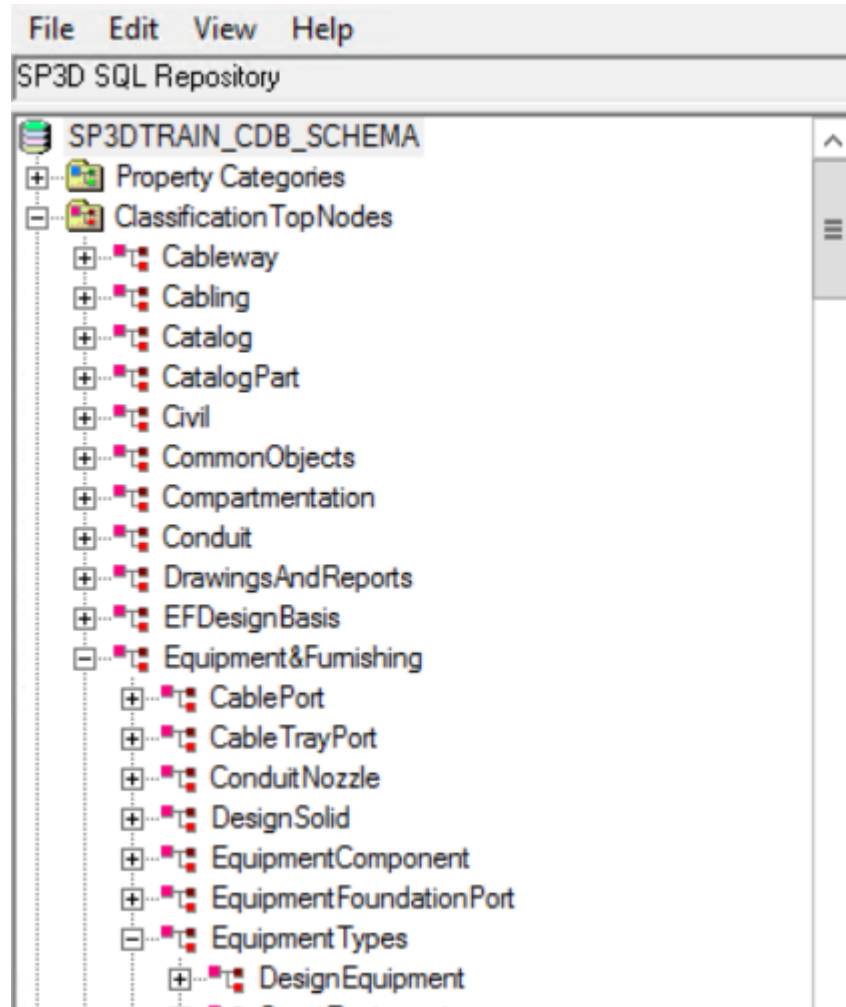 File Edit View Help
SP3D SQL Repository
SP3DTRAIN_CDB_SCHEMA
Property Categories
ClassificationTopNodes
Cableway
Cabling
Catalog
CatalogPart
Civil
CommonObjects
Compartmentation
Conduit
DrawingsAndReports
EFDesignBasis
Equipment&Furnishing
CablePort
CableTrayPort
ConduitNozzle
DesignSolid
EquipmentComponent
EquipmentFoundationPort
EquipmentTypes
DesignEquipment